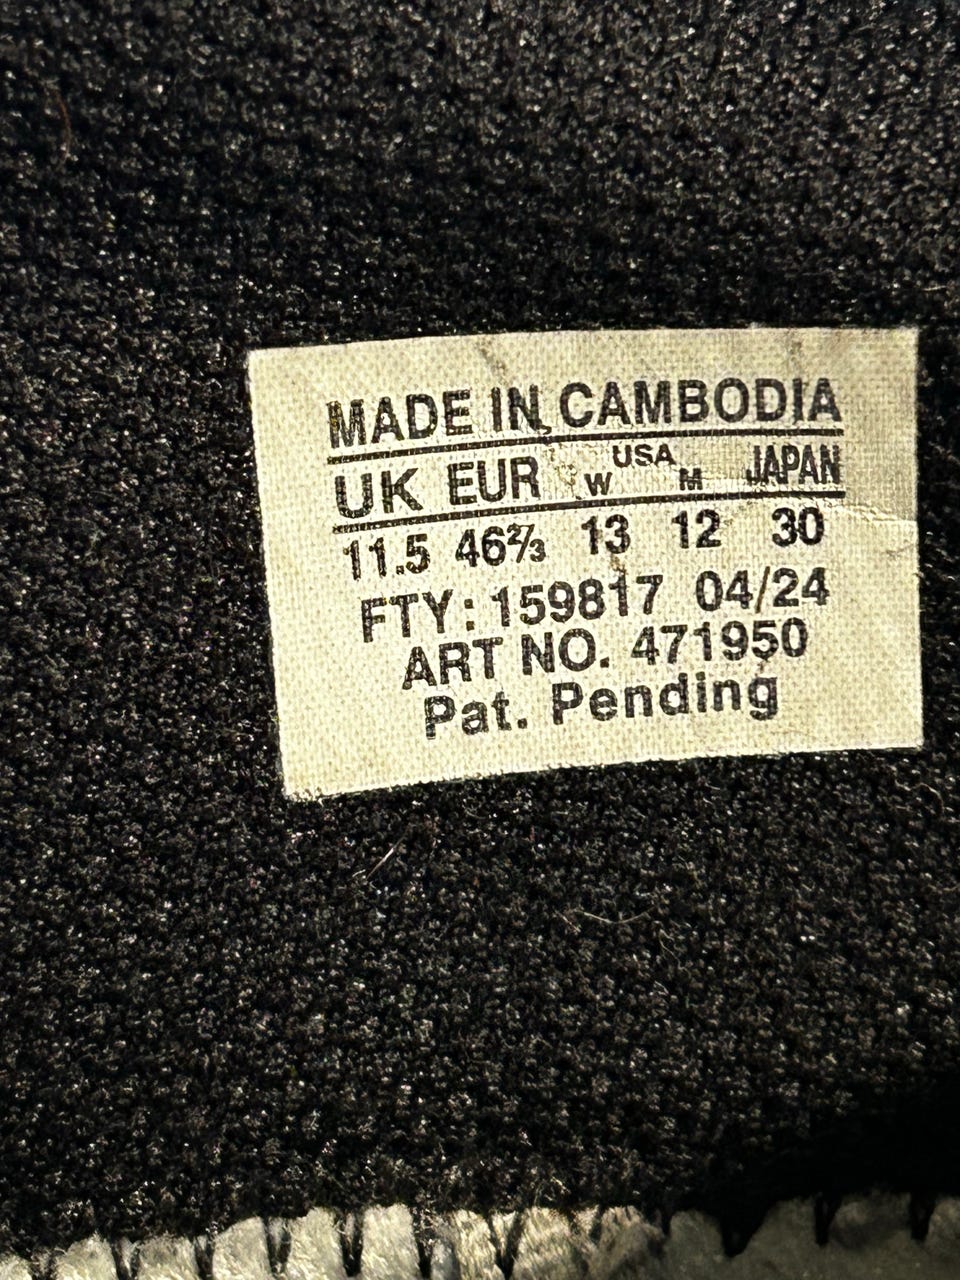 MADE IN CAMBODIA
UK EUR W USA M JAPAN
11.5 46⅔ 13 12 30
FTY: 159817 04/24
ART NO. 471950
Pat. Pending